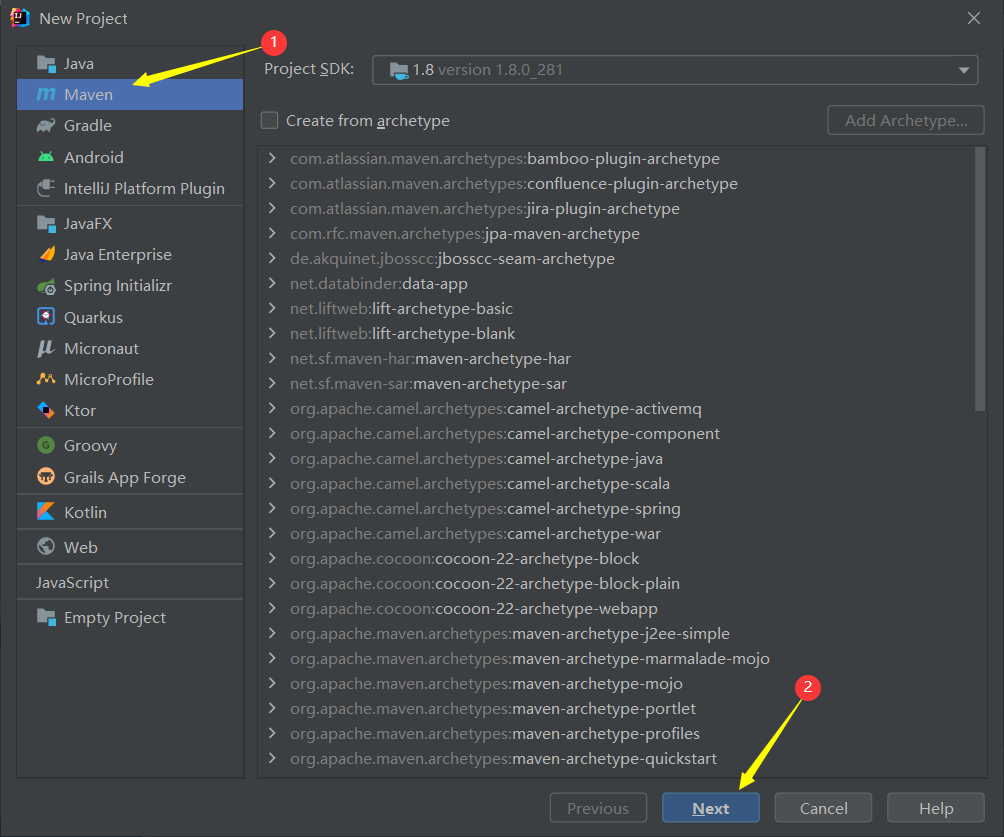 New Project
1
Java
Maven
Gradle
Android
IntelliJ Platform Plugin
JavaFX
Java Enterprise
Spring Initializr
Quarkus
Micronaut
MicroProfile
Ktor
Groovy
Grails App Forge
Kotlin
Web
JavaScript
Empty Project
Project SDK: 1.8 version 1.8.0_281
Create from archetype Add Archetype...
com.atlassian.maven.archetypes:bamboo-plugin-archetype
com.atlassian.maven.archetypes:confluence-plugin-archetype
com.atlassian.maven.archetypes:jira-plugin-archetype
com.rfc.maven.archetypes:jpa-maven-archetype
de.akquinet.jbosscc:jbosscc-seam-archetype
net.databinder:data-app
net.liftweb:lift-archetype-basic
net.liftweb:lift-archetype-blank
net.sf.maven-har:maven-archetype-har
net.sf.maven-sar:maven-archetype-sar
org.apache.camel.archetypes:camel-archetype-activemq
org.apache.camel.archetypes:camel-archetype-component
org.apache.camel.archetypes:camel-archetype-java
org.apache.camel.archetypes:camel-archetype-scala
org.apache.camel.archetypes:camel-archetype-spring
org.apache.camel.archetypes:camel-archetype-war
org.apache.cocoon:cocoon-22-archetype-block
org.apache.cocoon:cocoon-22-archetype-block-plain
org.apache.cocoon:cocoon-22-archetype-webapp
org.apache.maven.archetypes:maven-archetype-j2ee-simple
org.apache.maven.archetypes:maven-archetype-marmalade-mojo
org.apache.maven.archetypes:maven-archetype-mojo
org.apache.maven.archetypes:maven-archetype-portlet
org.apache.maven.archetypes:maven-archetype-profiles
org.apache.maven.archetypes:maven-archetype-quickstart
2
Previous Next Cancel Help